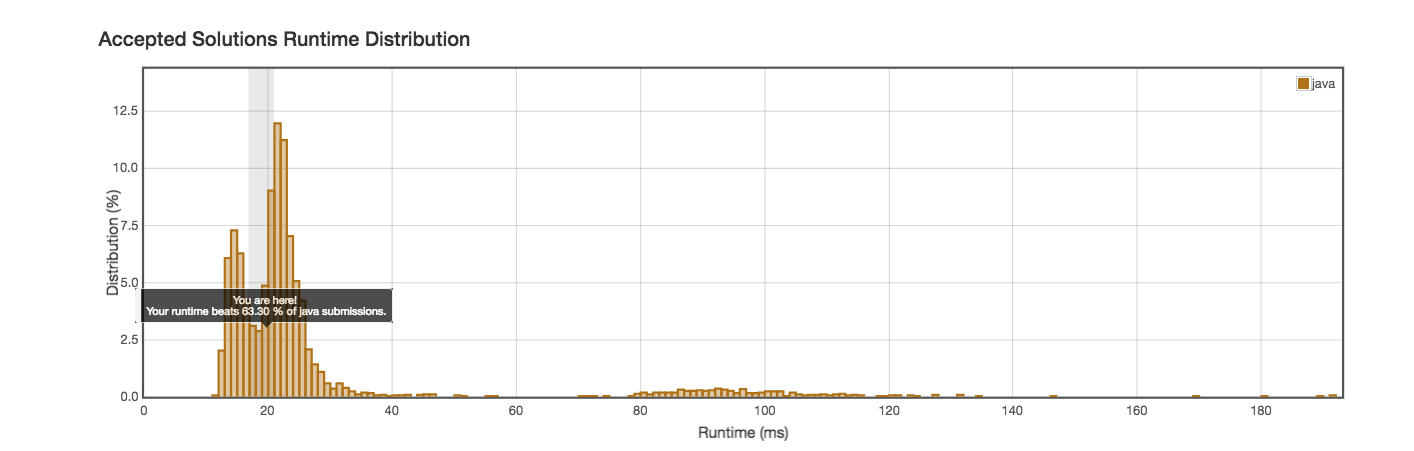 Accepted Solutions Runtime Distribution
java
12.5
10.0
7.5
5.0
2.5
0.0
Distribution (%)
You are here!
Your runtime beats 63.30 % of java submissions.
0 20 40 60 80 100 120 140 160 180
Runtime (ms)